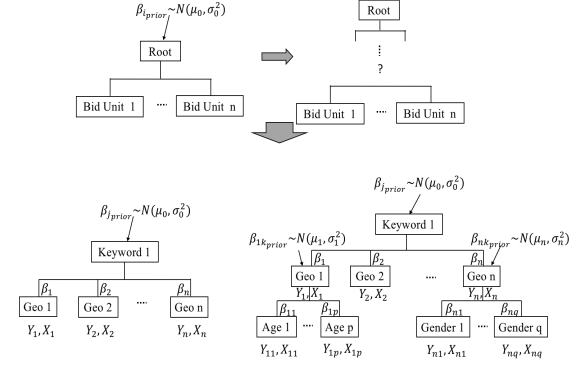 β_{i_{prior}}~N(μ_0, σ_0^2)
Root
Bid Unit 1 ···· Bid Unit n
Root
?
Bid Unit 1 ···· Bid Unit n
β_{j_{prior}}~N(μ_0, σ_0^2)
Keyword 1
β_1 β_2 β_n
Geo 1 Geo 2 ···· Geo n
Y_1, X_1 Y_2, X_2 Y_n, X_n
β_{j_{prior}}~N(μ_0, σ_0^2)
Keyword 1
β_{1k_{prior}}~N(μ_1, σ_1^2) β_{nk_{prior}}~N(μ_n, σ_n^2)
β_1 β_2 β_n
Geo 1 Geo 2 ···· Geo n
Y_1, X_1 Y_2, X_2 Y_n, X_n
β_{11} β_{1p} β_{n1} β_{nq}
Age 1 ···· Age p Gender 1 ···· Gender q
Y_{11}, X_{11} Y_{1p}, X_{1p} Y_{n1}, X_{n1} Y_{nq}, X_{nq}